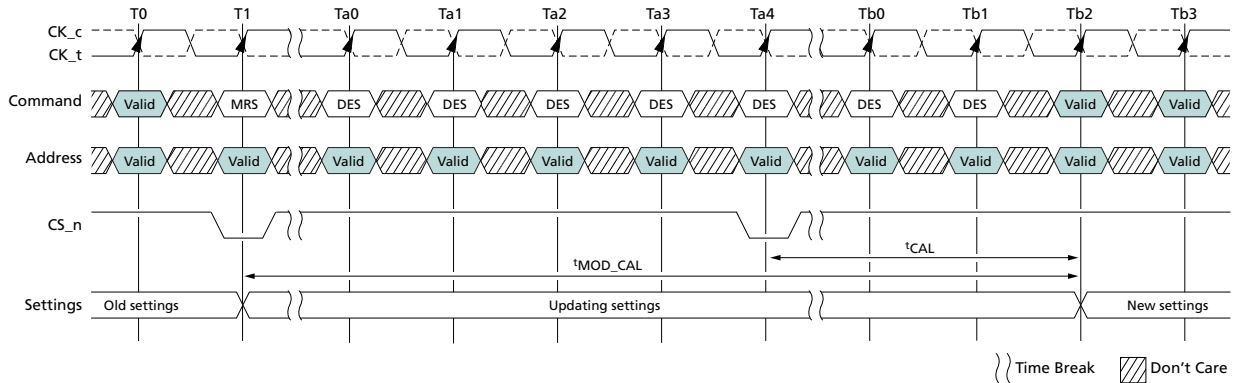 T0 T1 Ta0 Ta1 Ta2 Ta3 Ta4 Tb0 Tb1 Tb2 Tb3
CK_c
CK_t
Command Valid MRS DES DES DES DES DES DES DES Valid Valid
Address Valid Valid Valid Valid Valid Valid Valid Valid Valid Valid Valid
CS_n
tCAL
tMOD_CAL
Settings Old settings Updating settings New settings
Time Break Don't Care